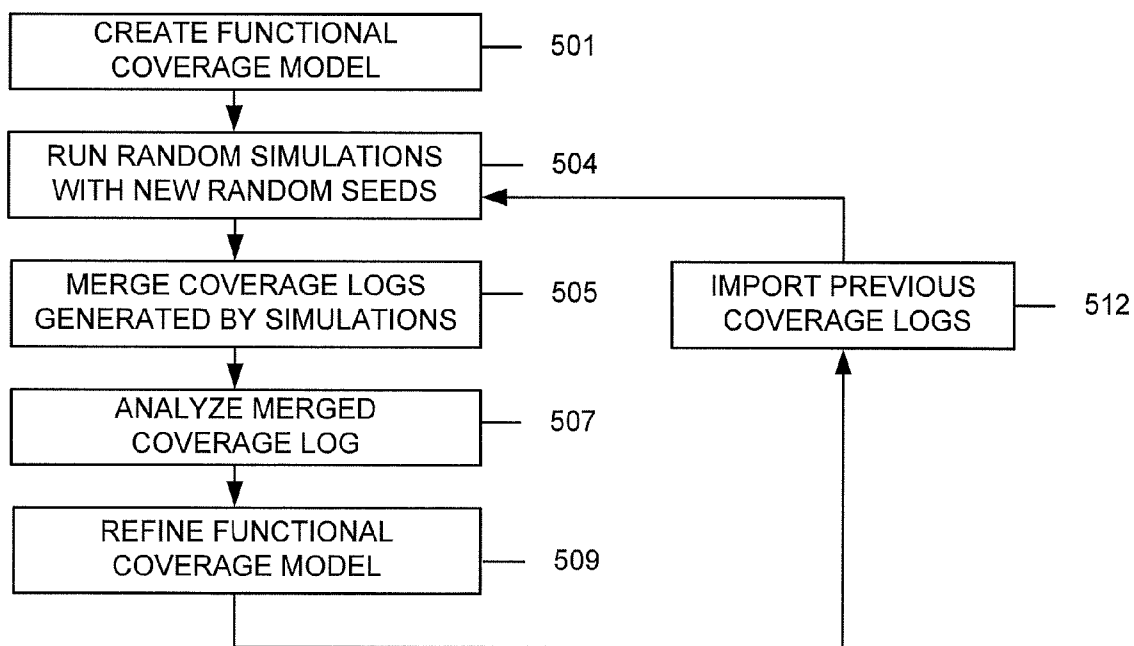 CREATE FUNCTIONAL
COVERAGE MODEL
501
RUN RANDOM SIMULATIONS
WITH NEW RANDOM SEEDS
504
MERGE COVERAGE LOGS
GENERATED BY SIMULATIONS
505
IMPORT PREVIOUS
COVERAGE LOGS
512
ANALYZE MERGED
COVERAGE LOG
507
REFINE FUNCTIONAL
COVERAGE MODEL
509